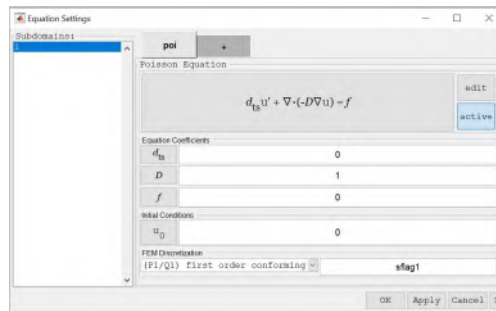 Equation Settings
Subdomains:
1
poi
+
Poisson Equation
d_ts u' + ∇·(-D∇u) = f
edit
active
Equation Coefficients
d_ts
0
D
1
f
0
Initial Conditions
u_0
0
FEM Discretization
(P1/Q1) first order conforming
sflag1
OK
Apply
Cancel